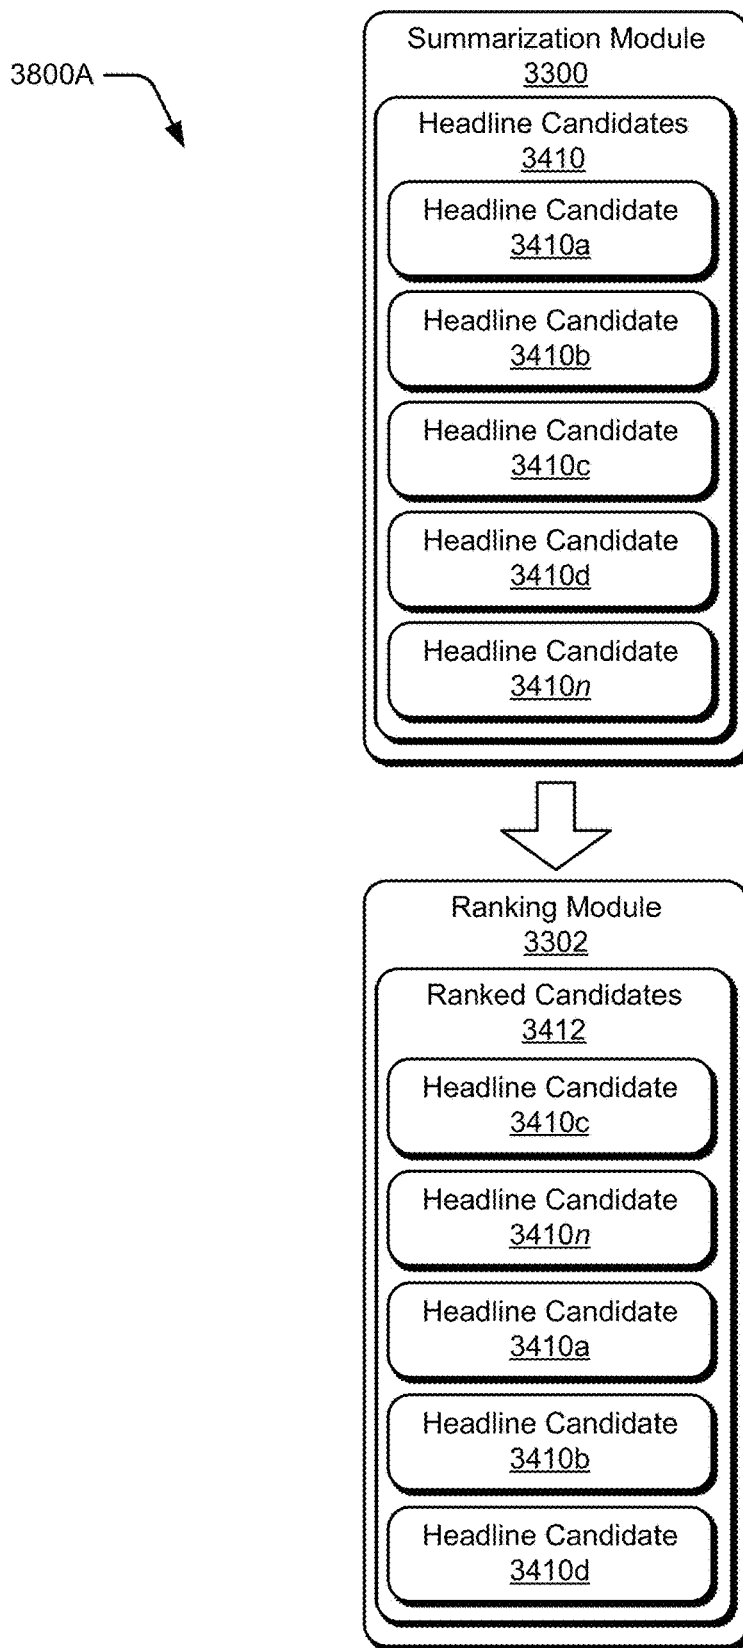 3800A
Summarization Module
3300
Headline Candidates
3410
Headline Candidate
3410a
Headline Candidate
3410b
Headline Candidate
3410c
Headline Candidate
3410d
Headline Candidate
3410n
Ranking Module
3302
Ranked Candidates
3412
Headline Candidate
3410c
Headline Candidate
3410n
Headline Candidate
3410a
Headline Candidate
3410b
Headline Candidate
3410d